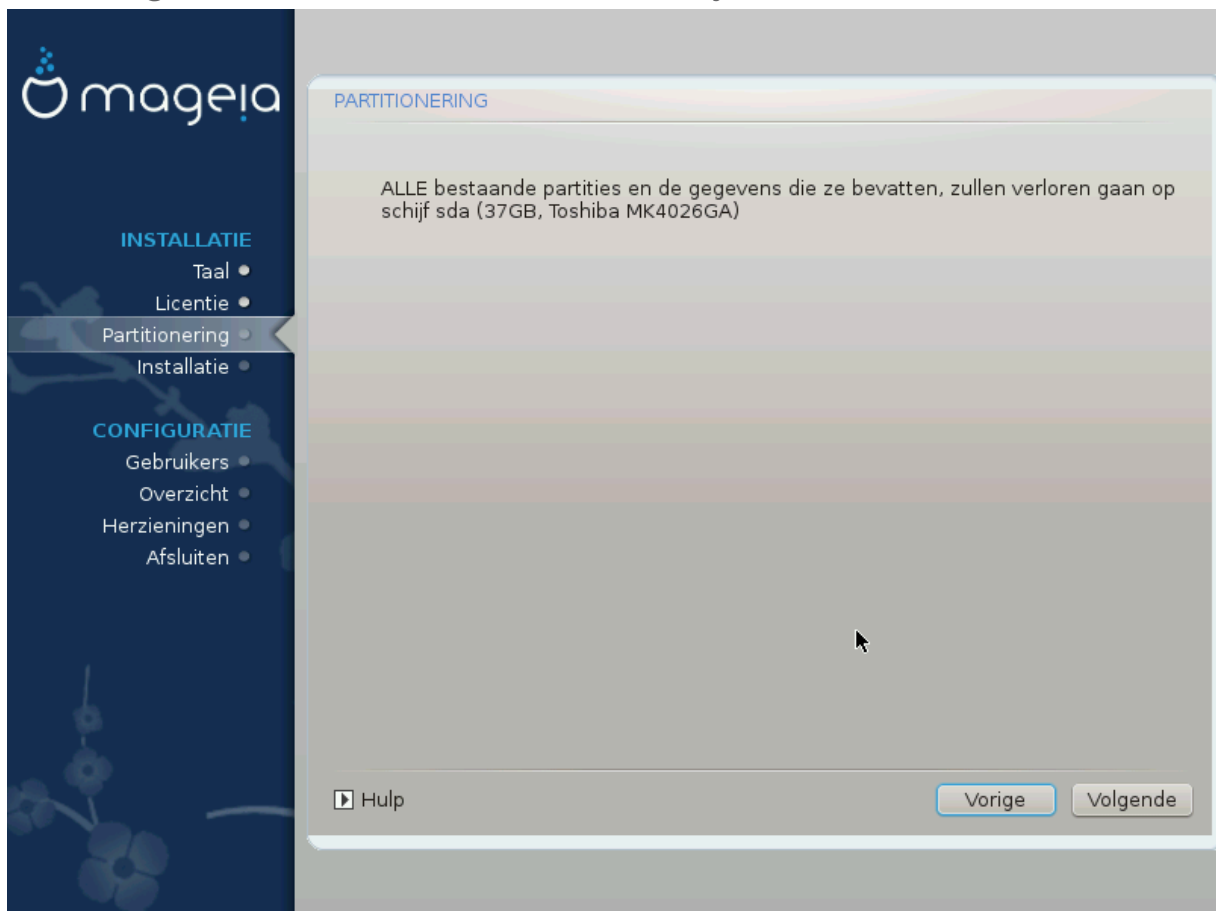 mageia
INSTALLATIE
Taal
Licentie
Partitionering
Installatie
CONFIGURATIE
Gebruikers
Overzicht
Herzieningen
Afsluiten
PARTITIONERING
ALLE bestaande partities en de gegevens die ze bevatten, zullen verloren gaan op
schijf sda (37GB, Toshiba MK4026GA)
Hulp
Vorige
Volgende